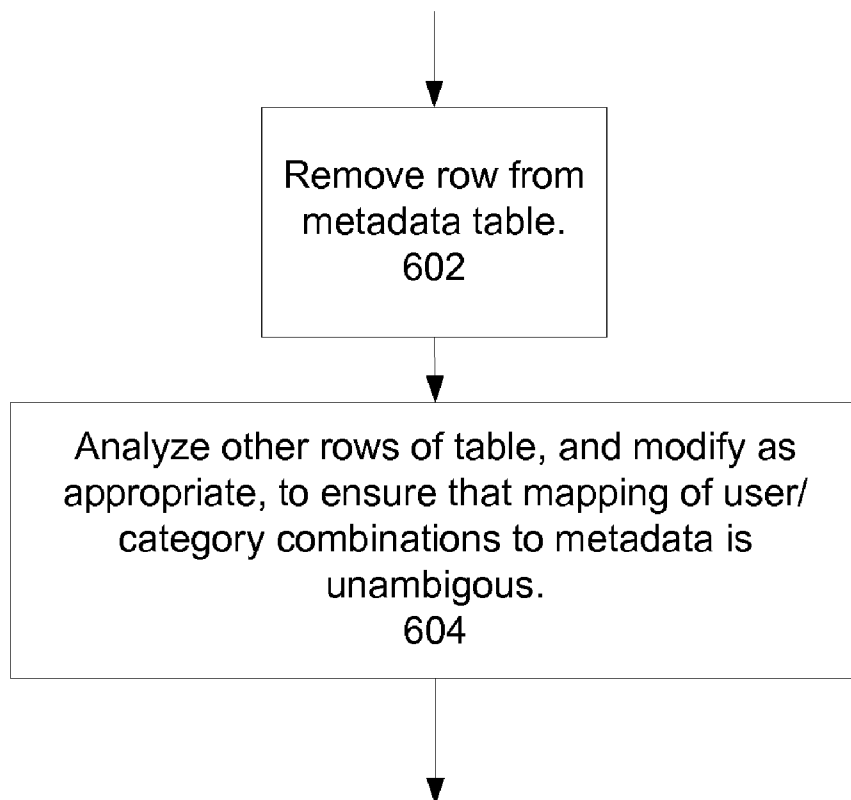 Remove row from
metadata table.
602
Analyze other rows of table, and modify as
appropriate, to ensure that mapping of user/
category combinations to metadata is
unambigous.
604